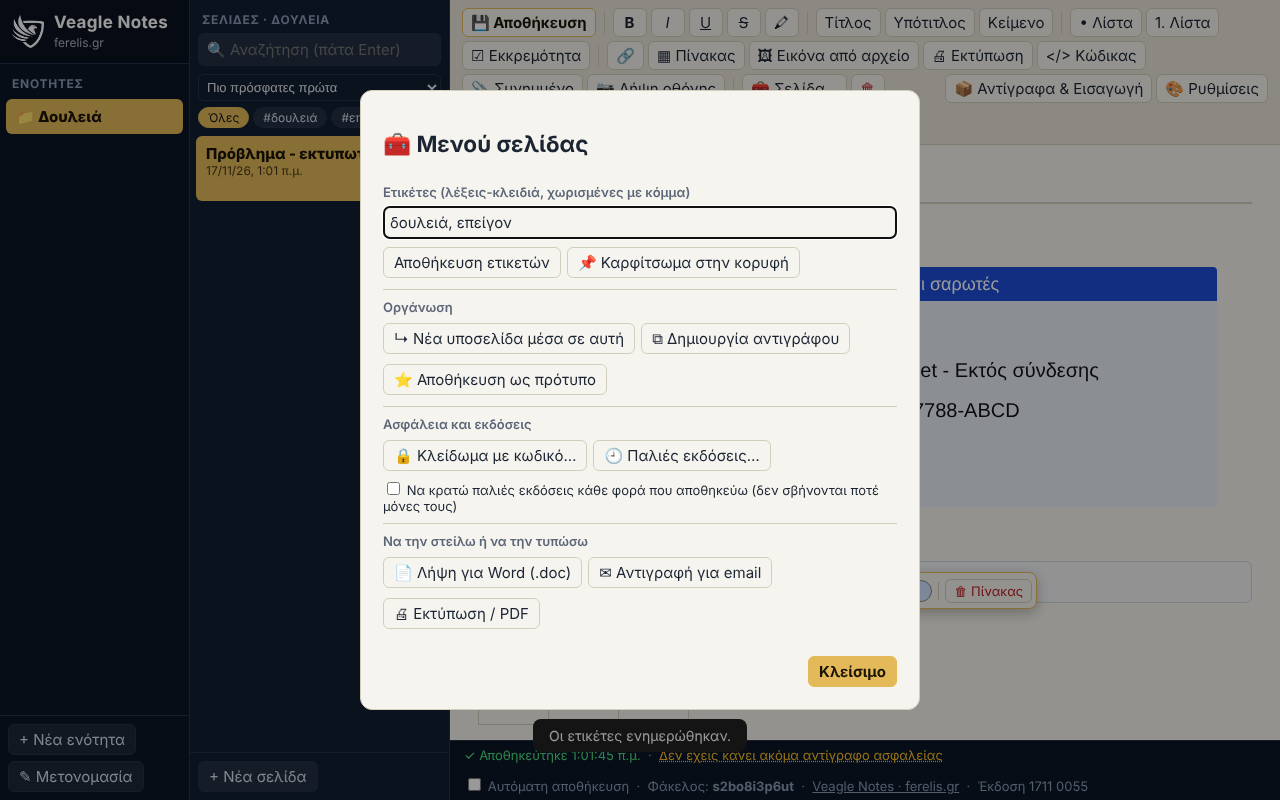 Veagle Notes
ferelis.gr
ΕΝΟΤΗΤΕΣ
📁 Δουλειά
+ Νέα ενότητα
✎ Μετονομασία
ΣΕΛΙΔΕΣ · ΔΟΥΛΕΙΑ
🔍 Αναζήτηση (πάτα Enter)
Πιο πρόσφατες πρώτα
Όλες #δουλειά
Πρόβλημα - εκτυπωτ
17/11/26, 1:01 π.μ.
+ Νέα σελίδα
💾 Αποθήκευση B I U S 🖍 Τίτλος Υπότιτλος Κείμενο • Λίστα 1. Λίστα
☑ Εκκρεμότητα 🔗 ▦ Πίνακας 🖼 Εικόνα από αρχείο 🖨 Εκτύπωση </> Κώδικας
📎 Συνημμένο 📷 Λήψη οθόνης 🧰 Σελίδα... 🗑 📦 Αντίγραφα & Εισαγωγή 🎨 Ρυθμίσεις
ι σαρωτές
et - Εκτός σύνδεσης
7788-ABCD
🗑 Πίνακας
🧰 Μενού σελίδας
Ετικέτες (λέξεις-κλειδιά, χωρισμένες με κόμμα)
δουλειά, επείγον
Αποθήκευση ετικετών 📌 Καρφίτσωμα στην κορυφή
Οργάνωση
↳ Νέα υποσελίδα μέσα σε αυτή ⧉ Δημιουργία αντιγράφου
⭐ Αποθήκευση ως πρότυπο
Ασφάλεια και εκδόσεις
🔒 Κλείδωμα με κωδικό... 🕘 Παλιές εκδόσεις...
Να κρατώ παλιές εκδόσεις κάθε φορά που αποθηκεύω (δεν σβήνονται ποτέ
μόνες τους)
Να την στείλω ή να την τυπώσω
📄 Λήψη για Word (.doc) ✉ Αντιγραφή για email
🖨 Εκτύπωση / PDF
Κλείσιμο
Οι ετικέτες ενημερώθηκαν.
✓ Αποθηκεύτηκε 1:01:45 π.μ. · Δεν έχεις κάνει ακόμα αντίγραφο ασφαλείας
Αυτόματη αποθήκευση · Φάκελος: s2bo8i3p6ut · Veagle Notes · ferelis.gr · Έκδοση 1711 0055